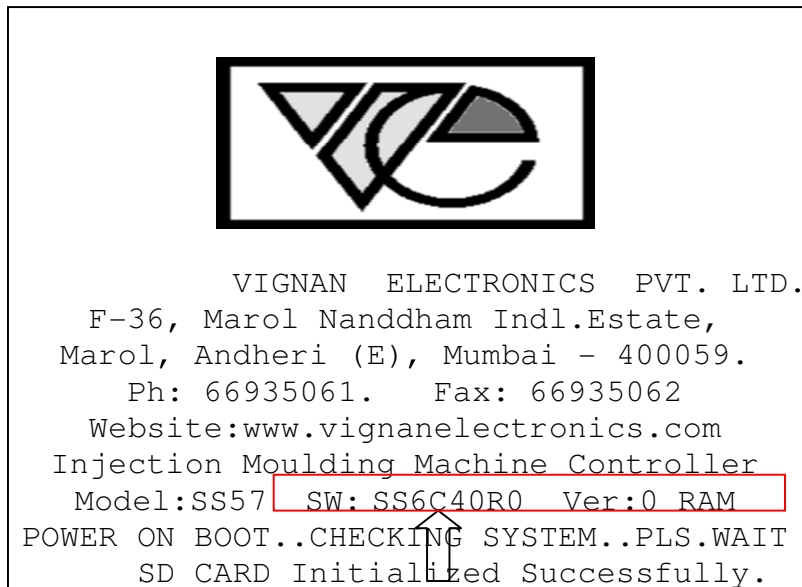 VIGNAN ELECTRONICS PVT. LTD.
F-36, Marol Nanddham Indl.Estate,
Marol, Andheri (E), Mumbai - 400059.
Ph: 66935061. Fax: 66935062
Website:www.vignanelectronics.com
Injection Moulding Machine Controller
Model:SS57 SW: SS6C40R0 Ver:0 RAM
POWER ON BOOT..CHECKING SYSTEM..PLS.WAIT
SD CARD Initialized Successfully.